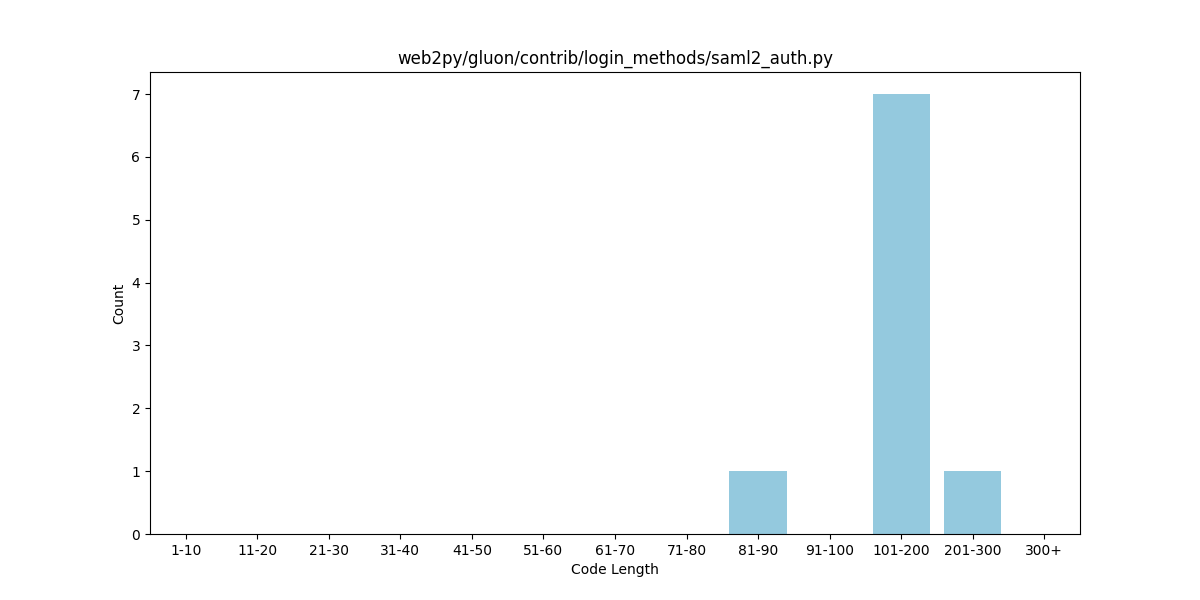 web2py/gluon/contrib/login_methods/saml2_auth.py
7
6
5
4
3
2
1
0
Count
1-10 11-20 21-30 31-40 41-50 51-60 61-70 71-80 81-90 91-100 101-200 201-300 300+
Code Length